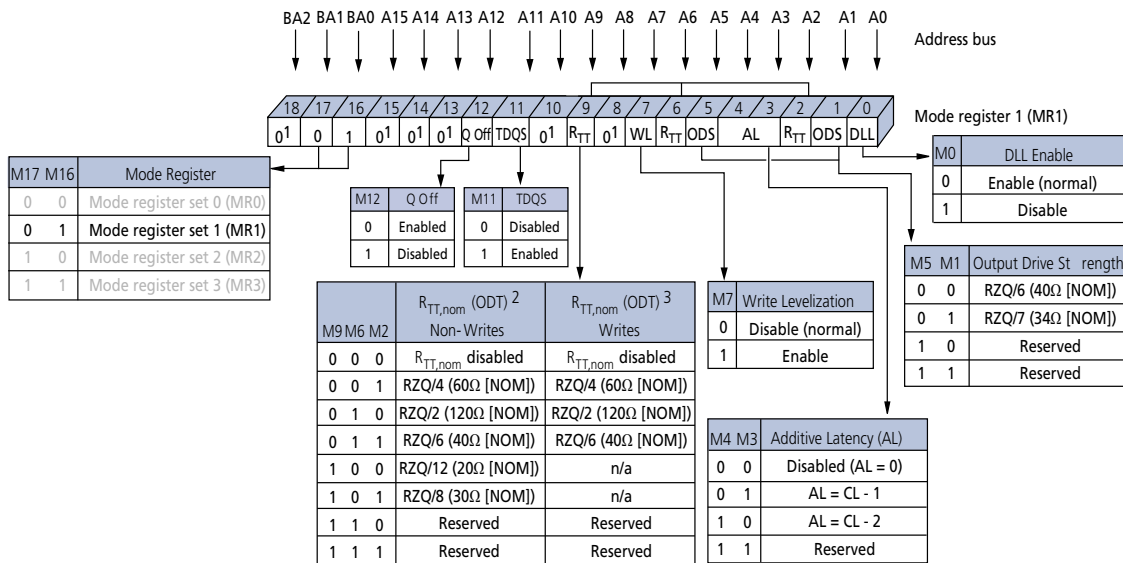 BA2 BA1 BA0 A15 A14 A13 A12 A11 A10 A9 A8 A7 A6 A5 A4 A3 A2 A1 A0
Address bus
18 17 16 15 14 13 12 11 10 9 8 7 6 5 4 3 2 1 0
Mode register 1 (MR1)
0¹ 0 1 0¹ 0¹ 0¹ Q Off TDQS 0¹ RTT 0¹ WL RTT ODS AL RTT ODS DLL
M17 M16 Mode Register
0 0 Mode register set 0 (MR0)
0 1 Mode register set 1 (MR1)
1 0 Mode register set 2 (MR2)
1 1 Mode register set 3 (MR3)
M12 Q Off
0 Enabled
1 Disabled
M11 TDQS
0 Disabled
1 Enabled
M0 DLL Enable
0 Enable (normal)
1 Disable
M5 M1 Output Drive St rength
0 0 RZQ/6 (40Ω [NOM])
0 1 RZQ/7 (34Ω [NOM])
1 0 Reserved
1 1 Reserved
RTT,nom (ODT) 2 RTT,nom (ODT) 3
M9 M6 M2 Non-Writes Writes
0 0 0 RTT,nom disabled RTT,nom disabled
0 0 1 RZQ/4 (60Ω [NOM]) RZQ/4 (60Ω [NOM])
0 1 0 RZQ/2 (120Ω [NOM]) RZQ/2 (120Ω [NOM])
0 1 1 RZQ/6 (40Ω [NOM]) RZQ/6 (40Ω [NOM])
1 0 0 RZQ/12 (20Ω [NOM]) n/a
1 0 1 RZQ/8 (30Ω [NOM]) n/a
1 1 0 Reserved Reserved
1 1 1 Reserved Reserved
M7 Write Levelization
0 Disable (normal)
1 Enable
M4 M3 Additive Latency (AL)
0 0 Disabled (AL = 0)
0 1 AL = CL - 1
1 0 AL = CL - 2
1 1 Reserved